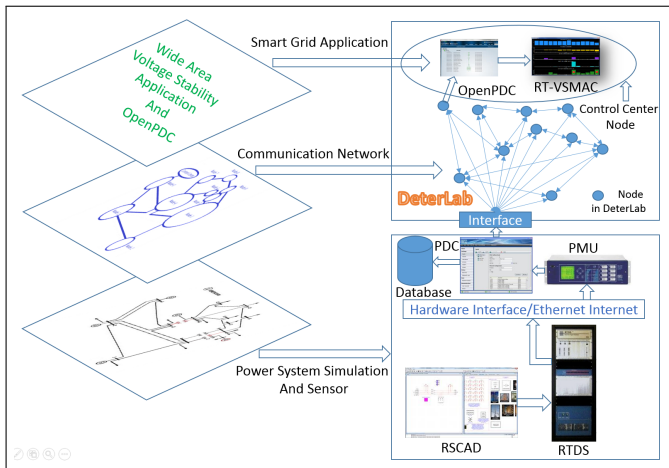 Wide Area
Voltage Stability
Application
And
OpenPDC
Smart Grid Application
OpenPDC
RT-VSMAC
Control Center
Node
Communication Network
DeterLab
Node
in DeterLab
Interface
PDC
PMU
Database
Hardware Interface/Ethernet Internet
Power System Simulation
And Sensor
RSCAD
RTDS